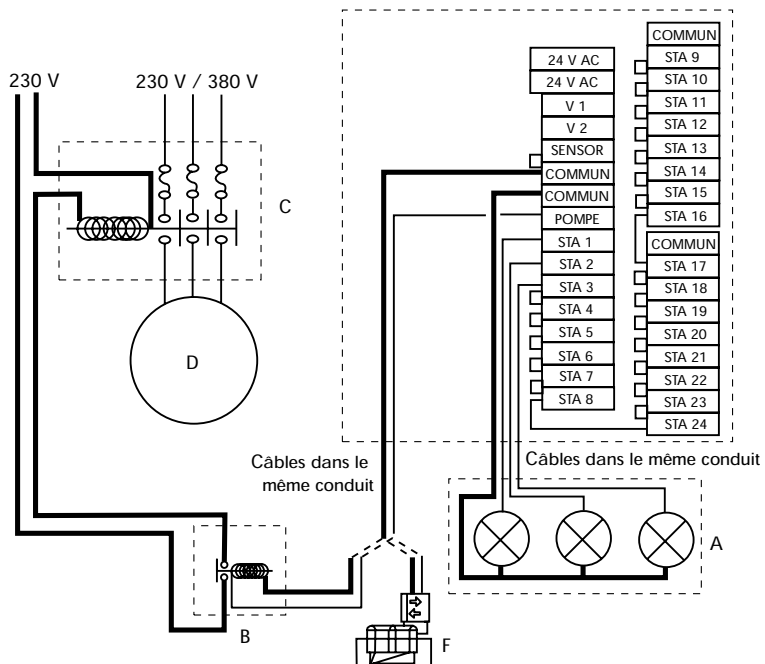 230 V
230 V / 380 V
C
D
24 V AC
24 V AC
V 1
V 2
SENSOR
COMMUN
COMMUN
POMPE
STA 1
STA 2
STA 3
STA 4
STA 5
STA 6
STA 7
STA 8
COMMUN
STA 9
STA 10
STA 11
STA 12
STA 13
STA 14
STA 15
STA 16
COMMUN
STA 17
STA 18
STA 19
STA 20
STA 21
STA 22
STA 23
STA 24
Câbles dans le
même conduit
Câbles dans le même conduit
A
B
F